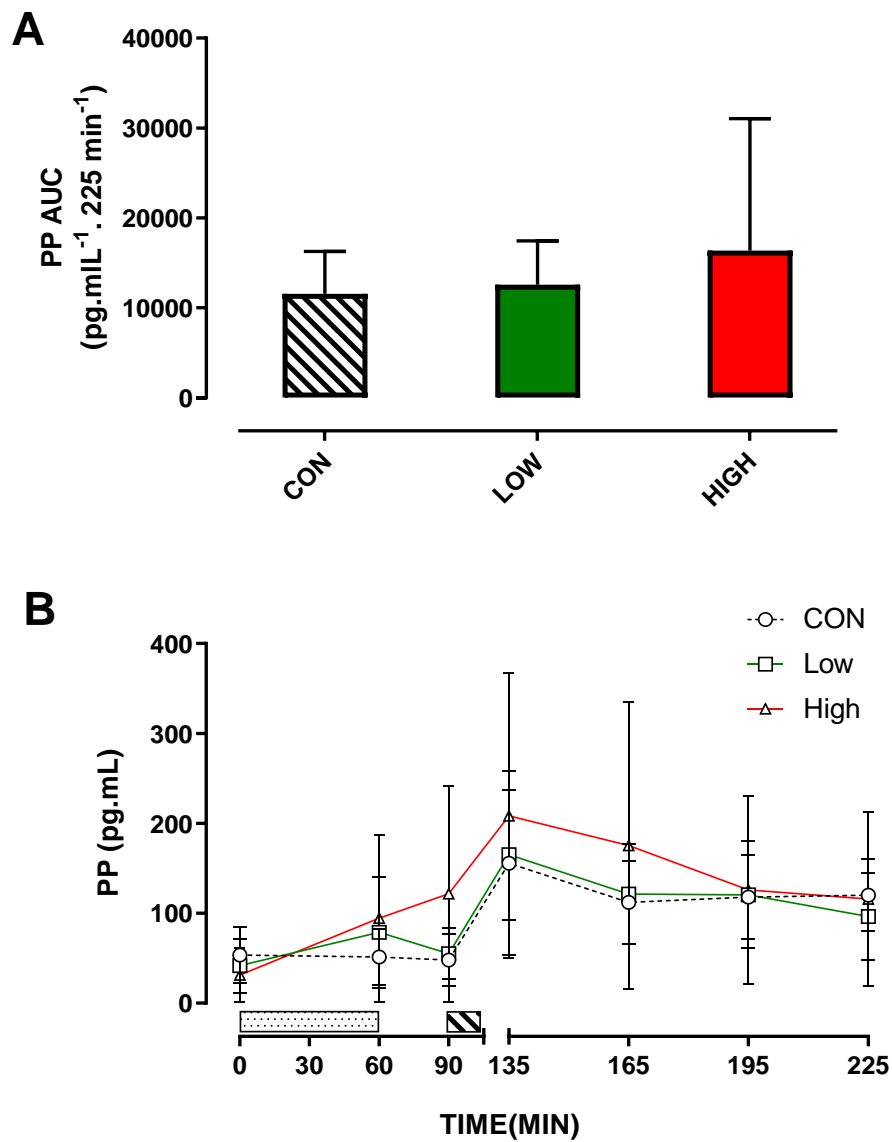 A
40000
30000
20000
10000
0
PP AUC
(pg.mlL⁻¹. 225 min⁻¹)
CON
LOW
HIGH
B
CON
Low
High
400
300
200
100
0
PP (pg.mL)
0 30 60 90 135 165 195 225
TIME(MIN)